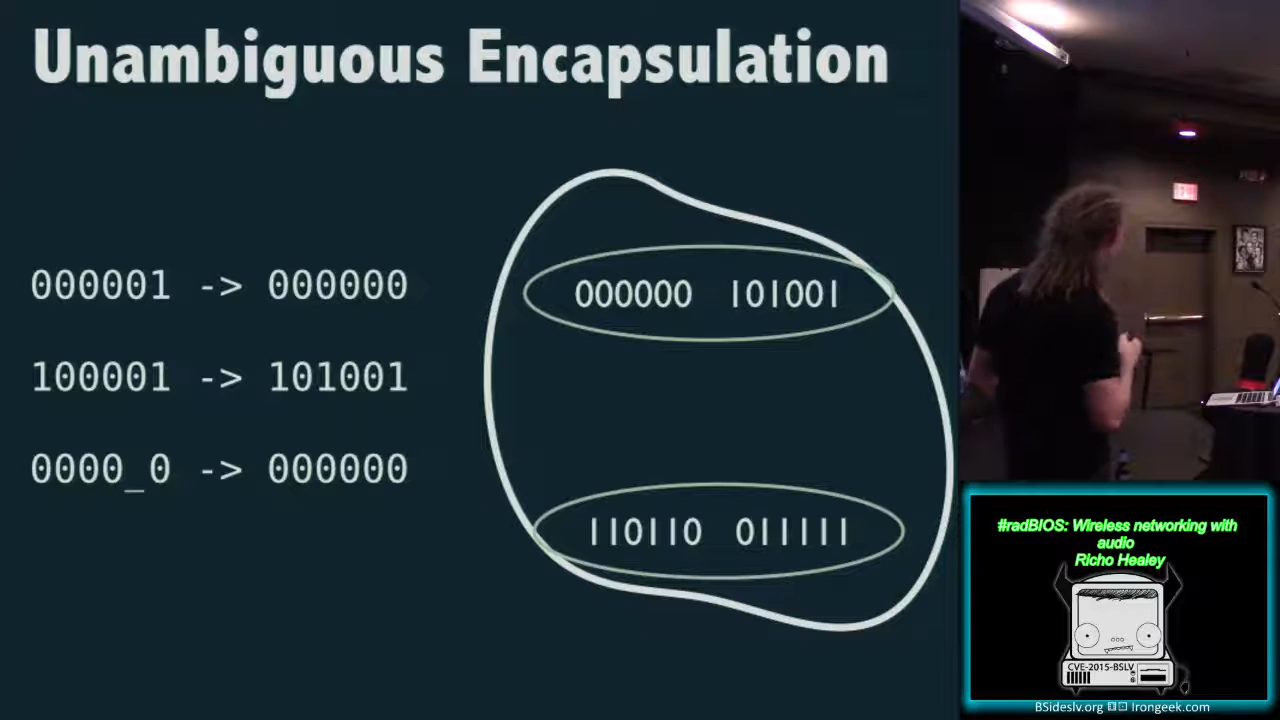 Unambiguous Encapsulation
000001 -> 000000
100001 -> 101001
0000_0 -> 000000
000000 101001
110110 011111
#radBIOS: Wireless networking with
audio
Richo Healey
CVE-2015-BSLV
BSideslv.org Irongeek.com